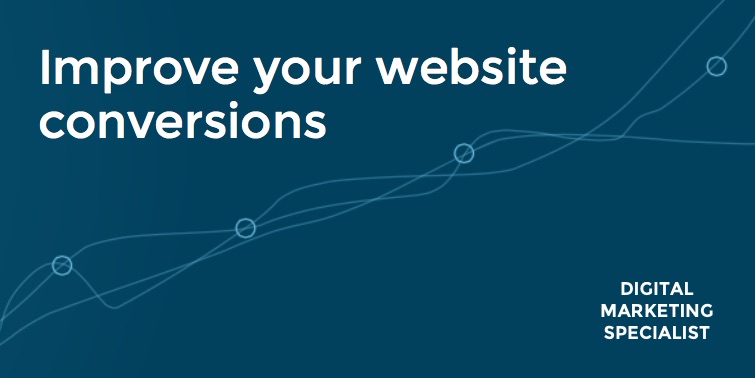 Improve your website
conversions
DIGITAL
MARKETING
SPECIALIST